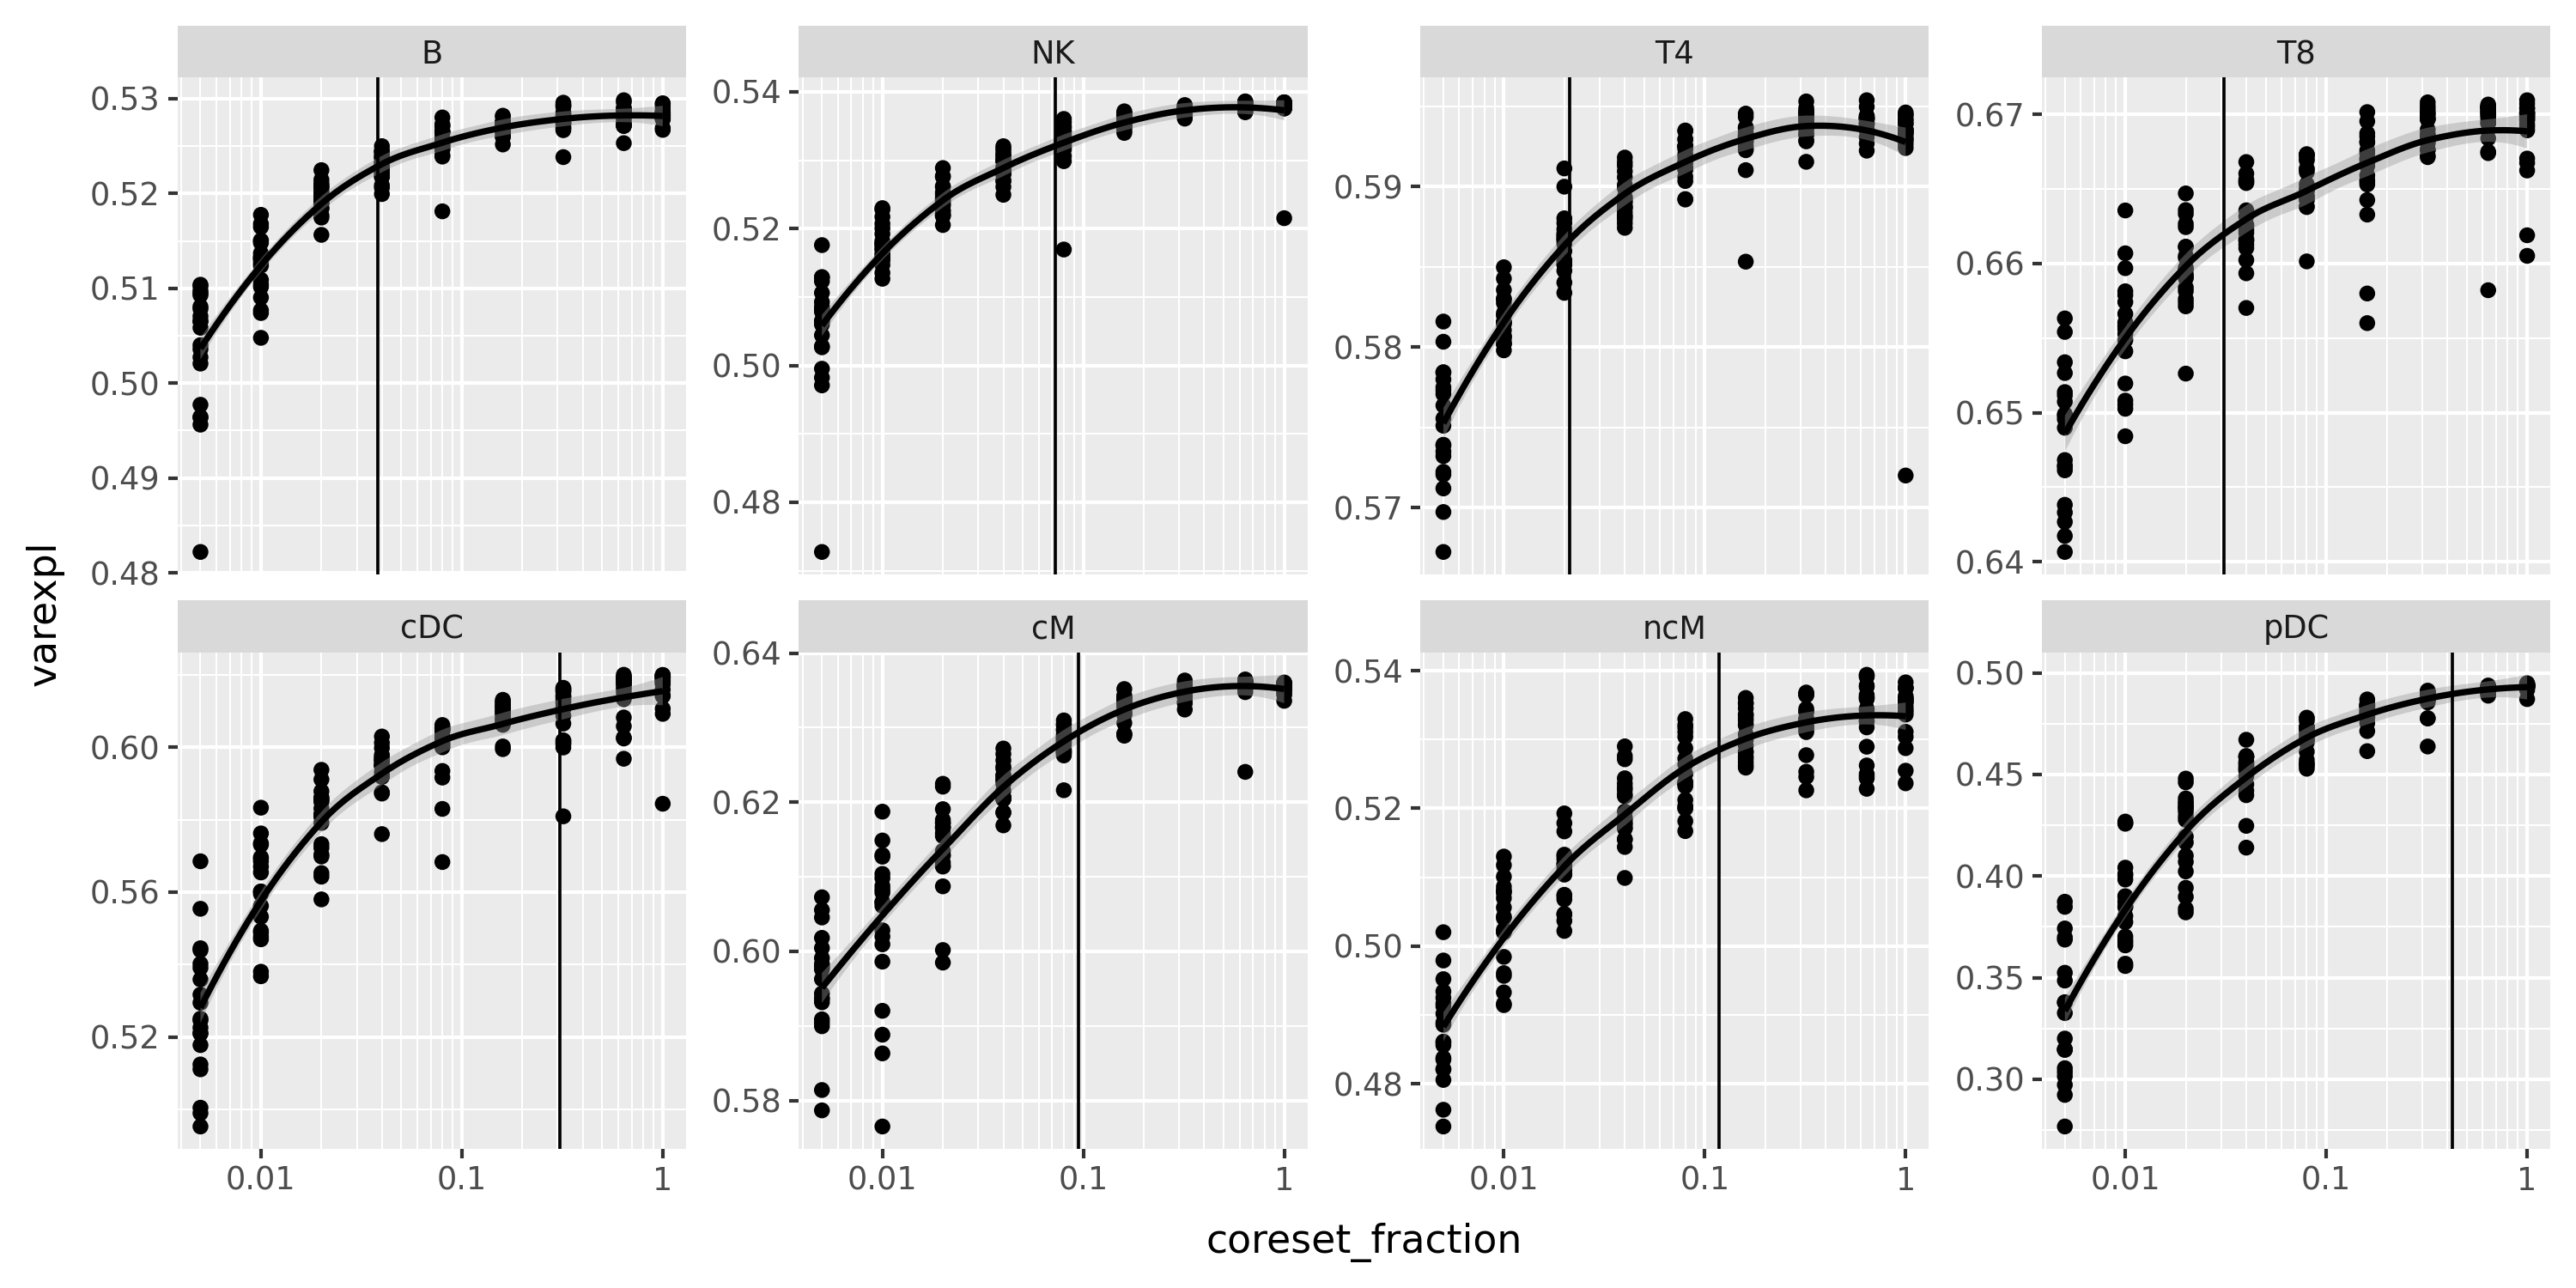 B NK T4 T8
0.53 0.54 0.67
0.52 0.52 0.59 0.66
0.51 0.50 0.58 0.65
0.50 0.48 0.57 0.64
0.49
0.48
varexpl
cDC cM ncM pDC
0.60 0.64 0.54 0.50
0.56 0.62 0.52 0.45
0.52 0.60 0.50 0.40
0.58 0.48 0.35
0.30
0.01 0.1 1 0.01 0.1 1 0.01 0.1 1 0.01 0.1 1
coreset_fraction